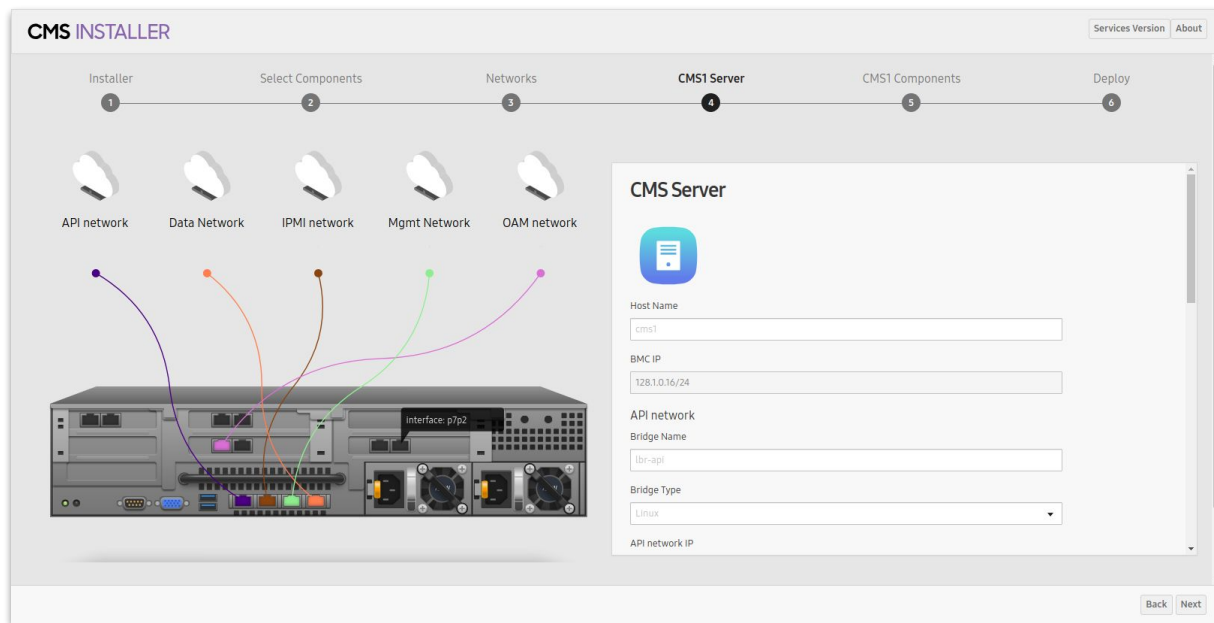 CMS INSTALLER
Services Version
About
Installer
Select Components
Networks
CMS1 Server
CMS1 Components
Deploy
1
2
3
4
5
6
API network
Data Network
IPMI network
Mgmt Network
OAM network
interface: p7p2
CMS Server
Host Name
cms1
BMC IP
128.1.0.16/24
API network
Bridge Name
ibr-api
Bridge Type
Linux
API network IP
Back
Next